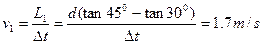 v₁ = L₁/Δt = d(tan 45° − tan 30°)/Δt = 1.7m/s